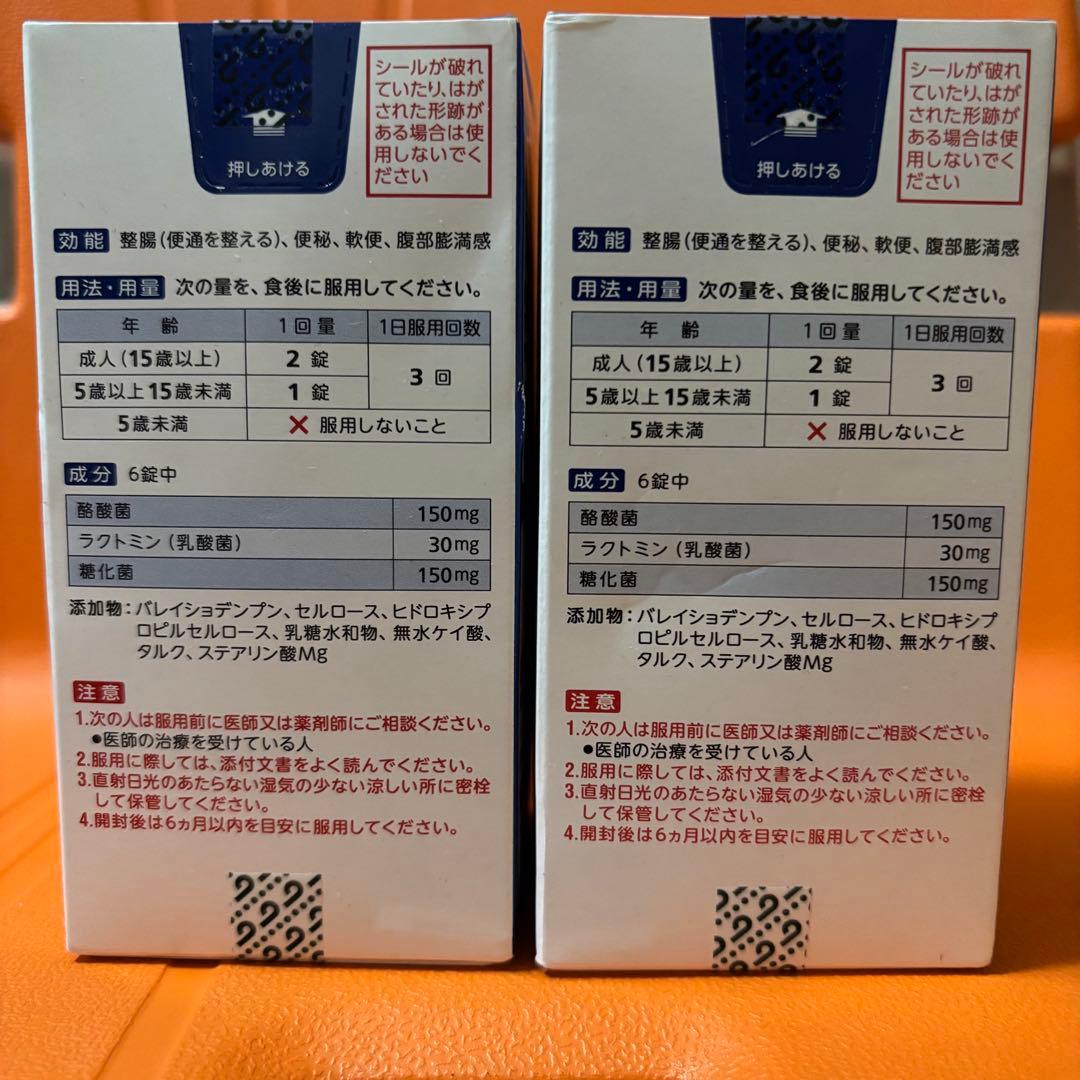 押しあける
シールが破れ
ていたり、はが
された形跡が
ある場合は使
用しないでく
ださい
効能 整腸(便通を整える)、便秘、軟便、腹部膨満感
用法・用量 次の量を、食後に服用してください。
年齢 1回量 1日服用回数
成人(15歳以上) 2錠 3回
5歳以上15歳未満 1錠
5歳未満 ×服用しないこと
成分 6錠中
酪酸菌 150mg
ラクトミン(乳酸菌) 30mg
糖化菌 150mg
添加物:バレイショデンプン、セルロース、ヒドロキシプ
ロピルセルロース、乳糖水和物、無水ケイ酸、
タルク、ステアリン酸Mg
注意
1.次の人は服用前に医師又は薬剤師にご相談ください。
●医師の治療を受けている人
2.服用に際しては、添付文書をよく読んでください。
3.直射日光のあたらない湿気の少ない涼しい所に密栓
して保管してください。
4.開封後は6ヵ月以内を目安に服用してください。
押しあける
シールが破れ
ていたり、はが
された形跡が
ある場合は使
用しないでく
ださい
効能 整腸(便通を整える)、便秘、軟便、腹部膨満感
用法・用量 次の量を、食後に服用してください。
年齢 1回量 1日服用回数
成人(15歳以上) 2錠 3回
5歳以上15歳未満 1錠
5歳未満 ×服用しないこと
成分 6錠中
酪酸菌 150mg
ラクトミン(乳酸菌) 30mg
糖化菌 150mg
添加物:バレイショデンプン、セルロース、ヒドロキシプ
ロピルセルロース、乳糖水和物、無水ケイ酸、
タルク、ステアリン酸Mg
注意
1.次の人は服用前に医師又は薬剤師にご相談ください。
●医師の治療を受けている人
2.服用に際しては、添付文書をよく読んでください。
3.直射日光のあたらない湿気の少ない涼しい所に密栓
して保管してください。
4.開封後は6ヵ月以内を目安に服用してください。